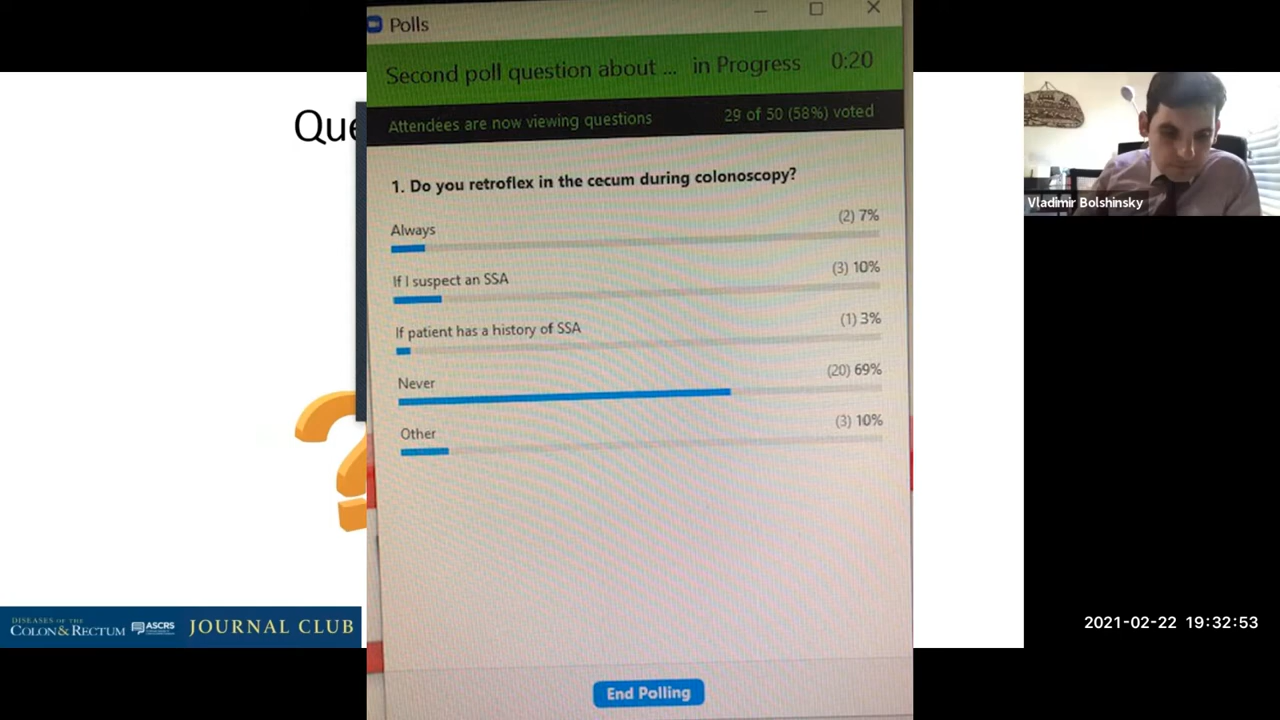 Polls
Second poll question about ... in Progress 0:20
Attendees are now viewing questions 29 of 50 (58%) voted
Que
1. Do you retroflex in the cecum during colonoscopy?
Always (2) 7%
If I suspect an SSA (3) 10%
If patient has a history of SSA (1) 3%
Never (20) 69%
Other (3) 10%
End Polling
Vladimir Bolshinsky
DISEASES OF THE
COLON & RECTUM
ASCRS
JOURNAL CLUB
2021-02-22 19:32:53